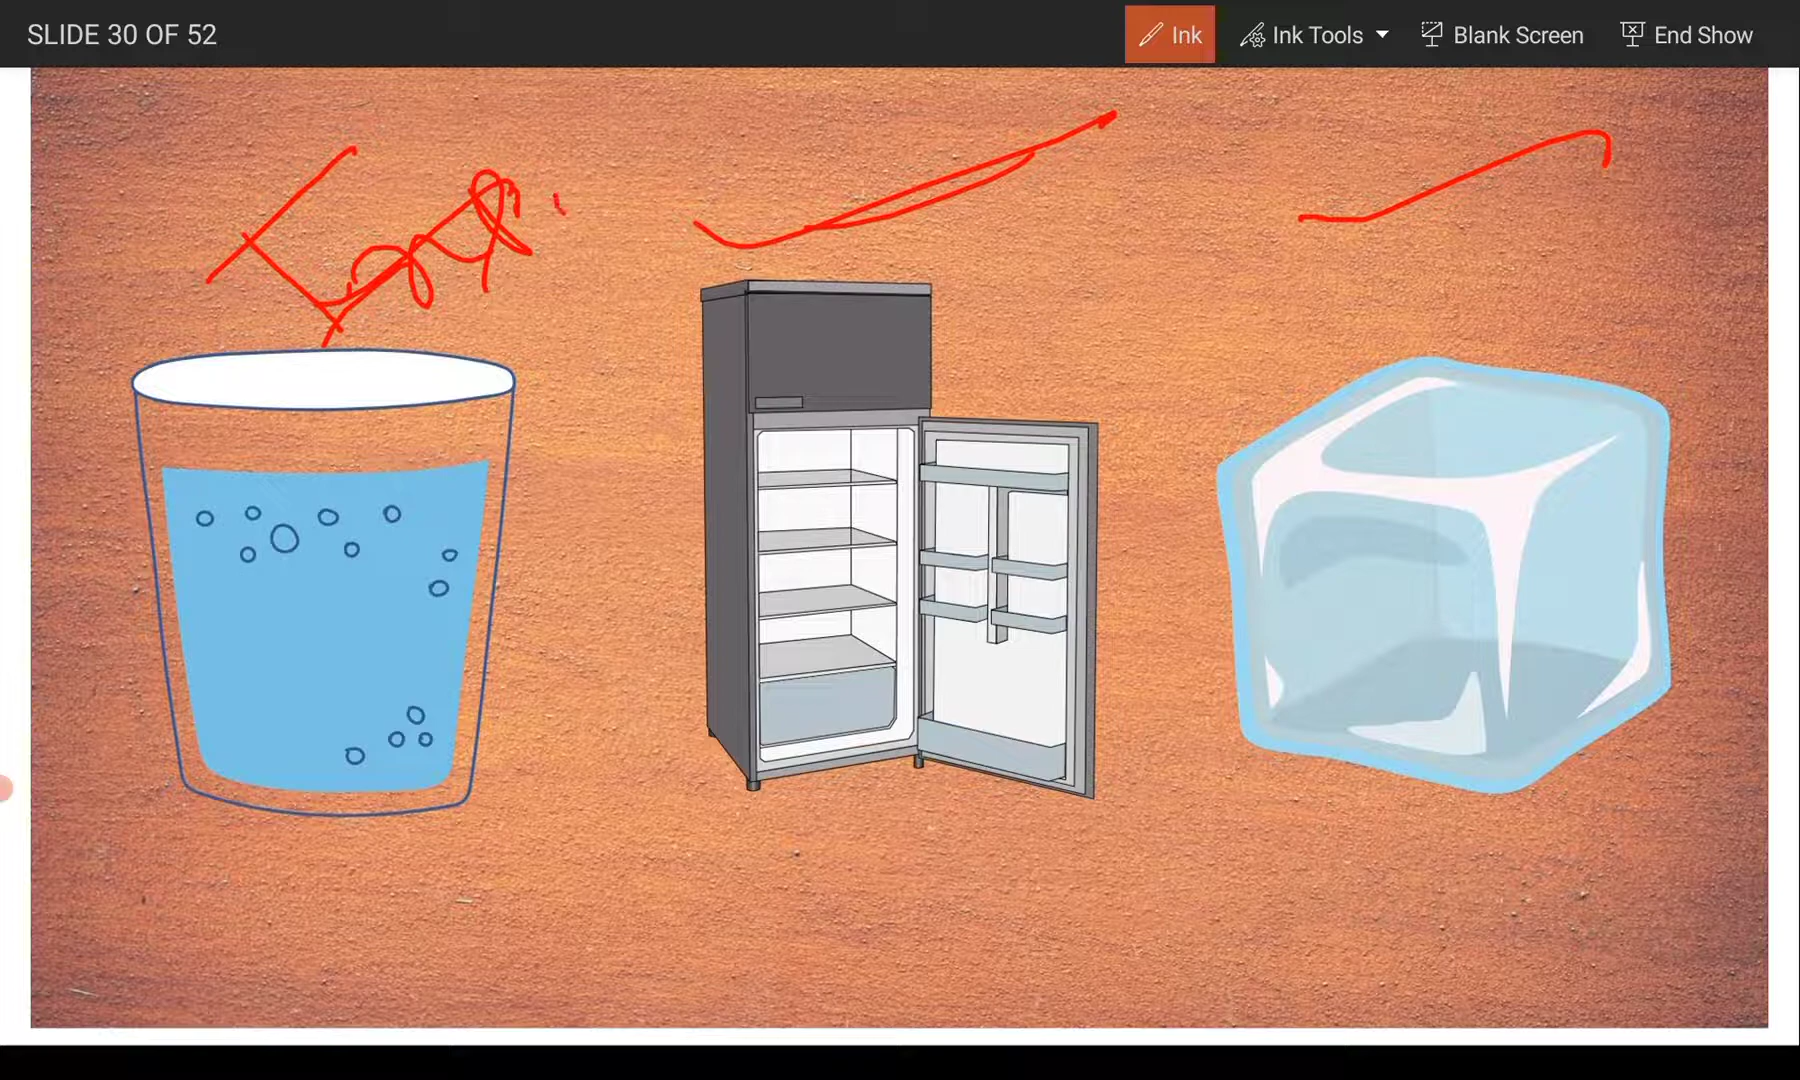 SLIDE 30 OF 52
Ink
Ink Tools
Blank Screen
End Show